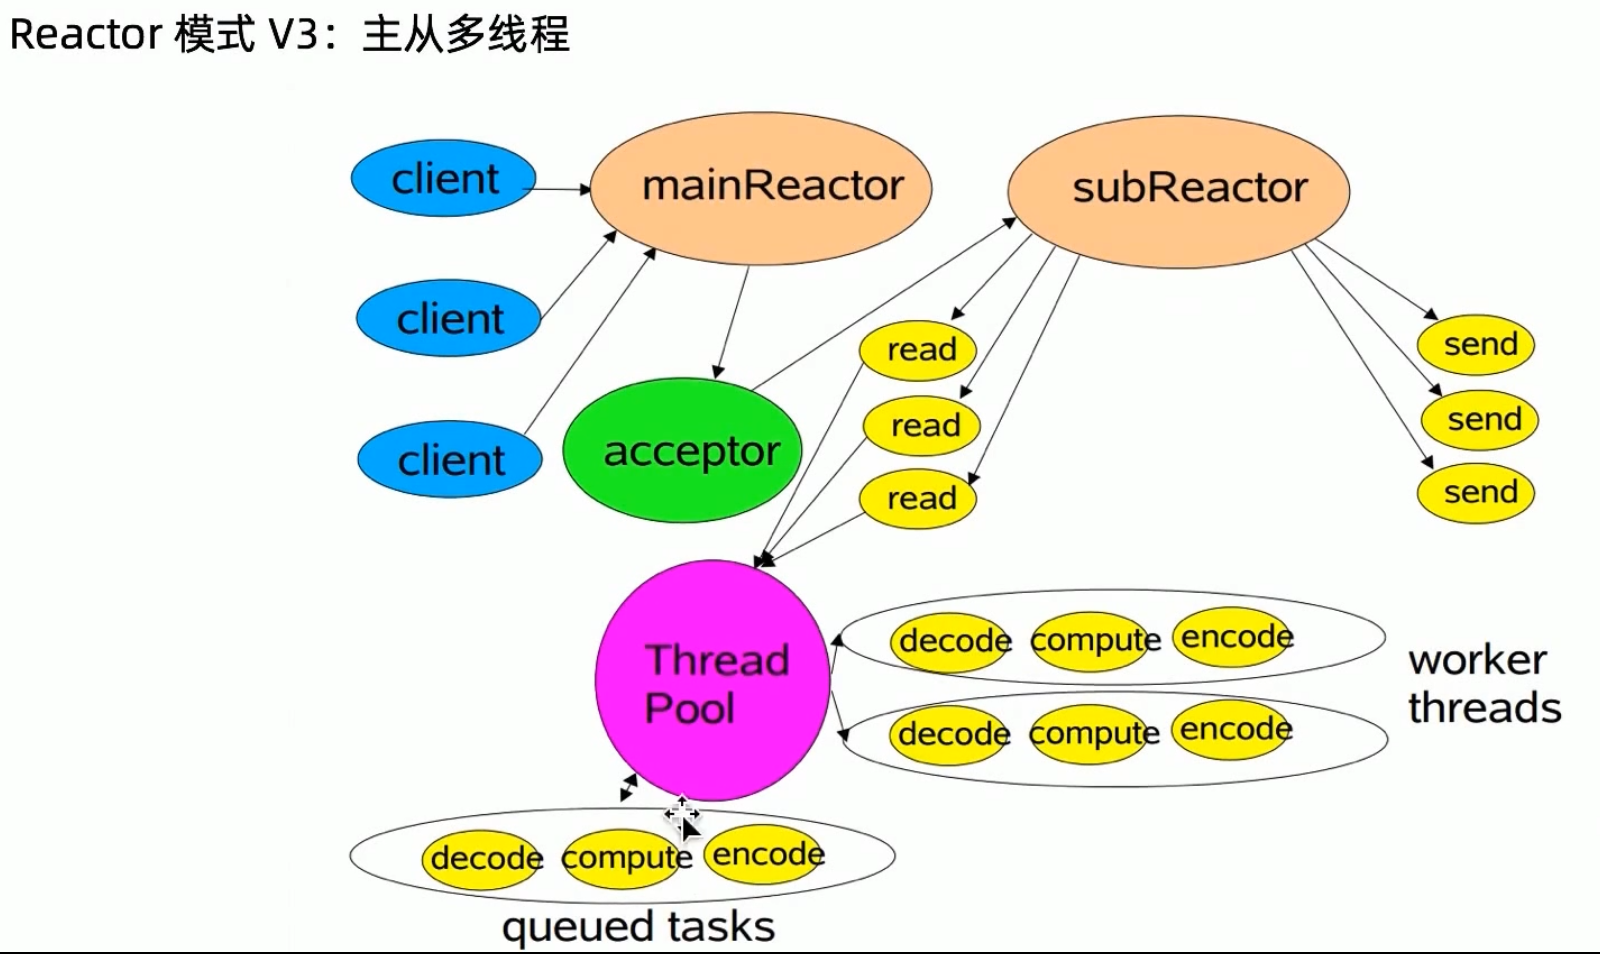 Reactor 模式 V3：主从多线程
client
mainReactor
subReactor
client
read
send
read
send
client
acceptor
read
send
Thread
Pool
decode
compute
encode
worker
threads
decode
compute
encode
decode
compute
encode
queued tasks